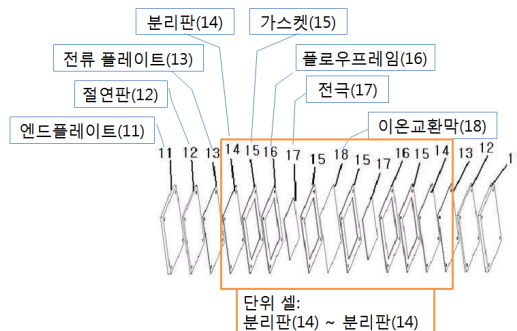 분리판(14)
가스켓(15)
전류 플레이트(13)
플로우프레임(16)
절연판(12)
전극(17)
엔드플레이트(11)
이온교환막(18)
11 12 13 14 15 16 17 15 18 15 17 16 15 14 13 12 1
단위 셀:
분리판(14) ~ 분리판(14)